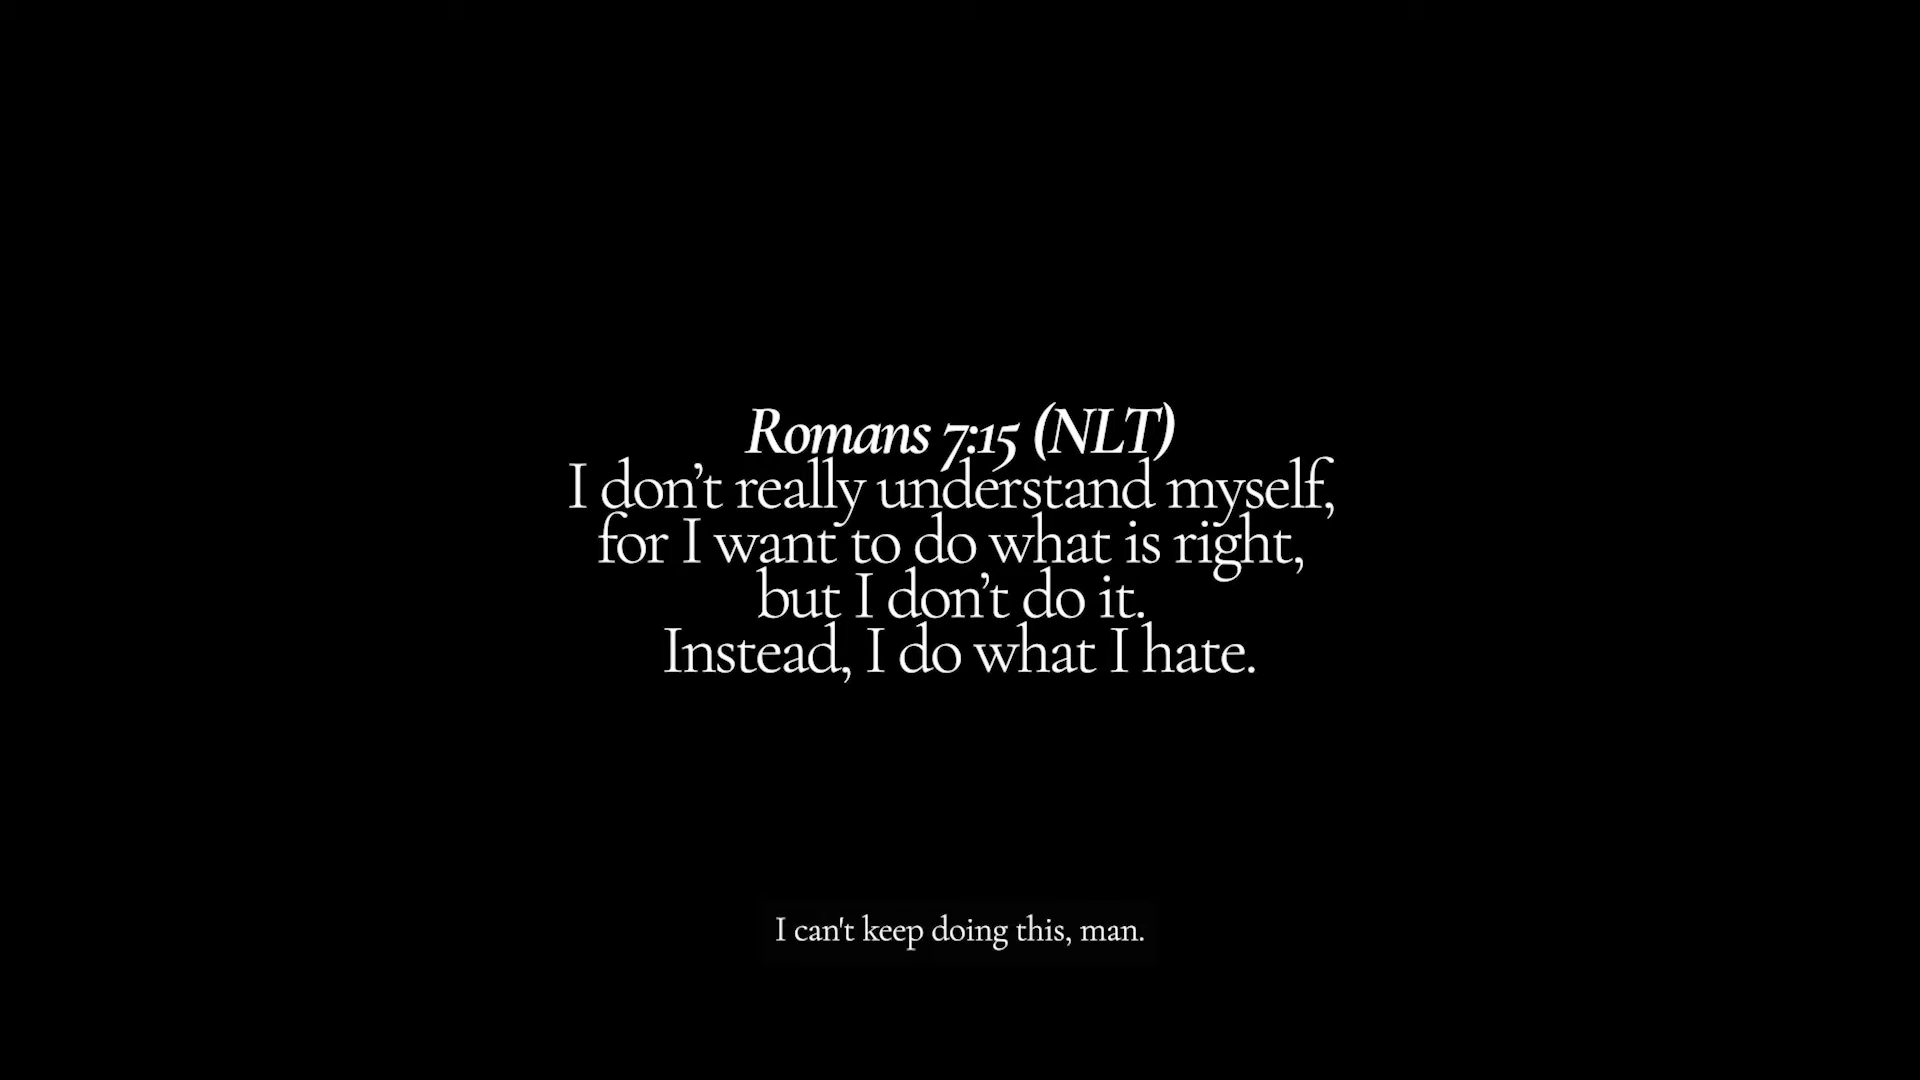 Romans 7:15 (NLT)
I don’t really understand myself,
for I want to do what is right,
but I don’t do it.
Instead, I do what I hate.
I can't keep doing this, man.